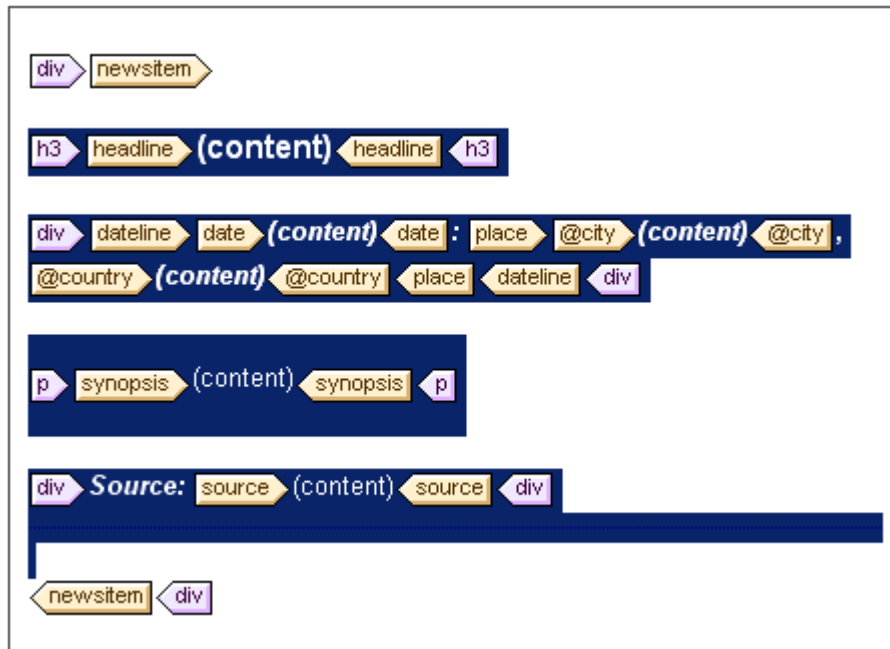 div newsitem
h3 headline (content) headline h3
div dateline date (content) date : place @city (content) @city ,
@country (content) @country place dateline div
p synopsis (content) synopsis p
div Source: source (content) source div
newsitem div